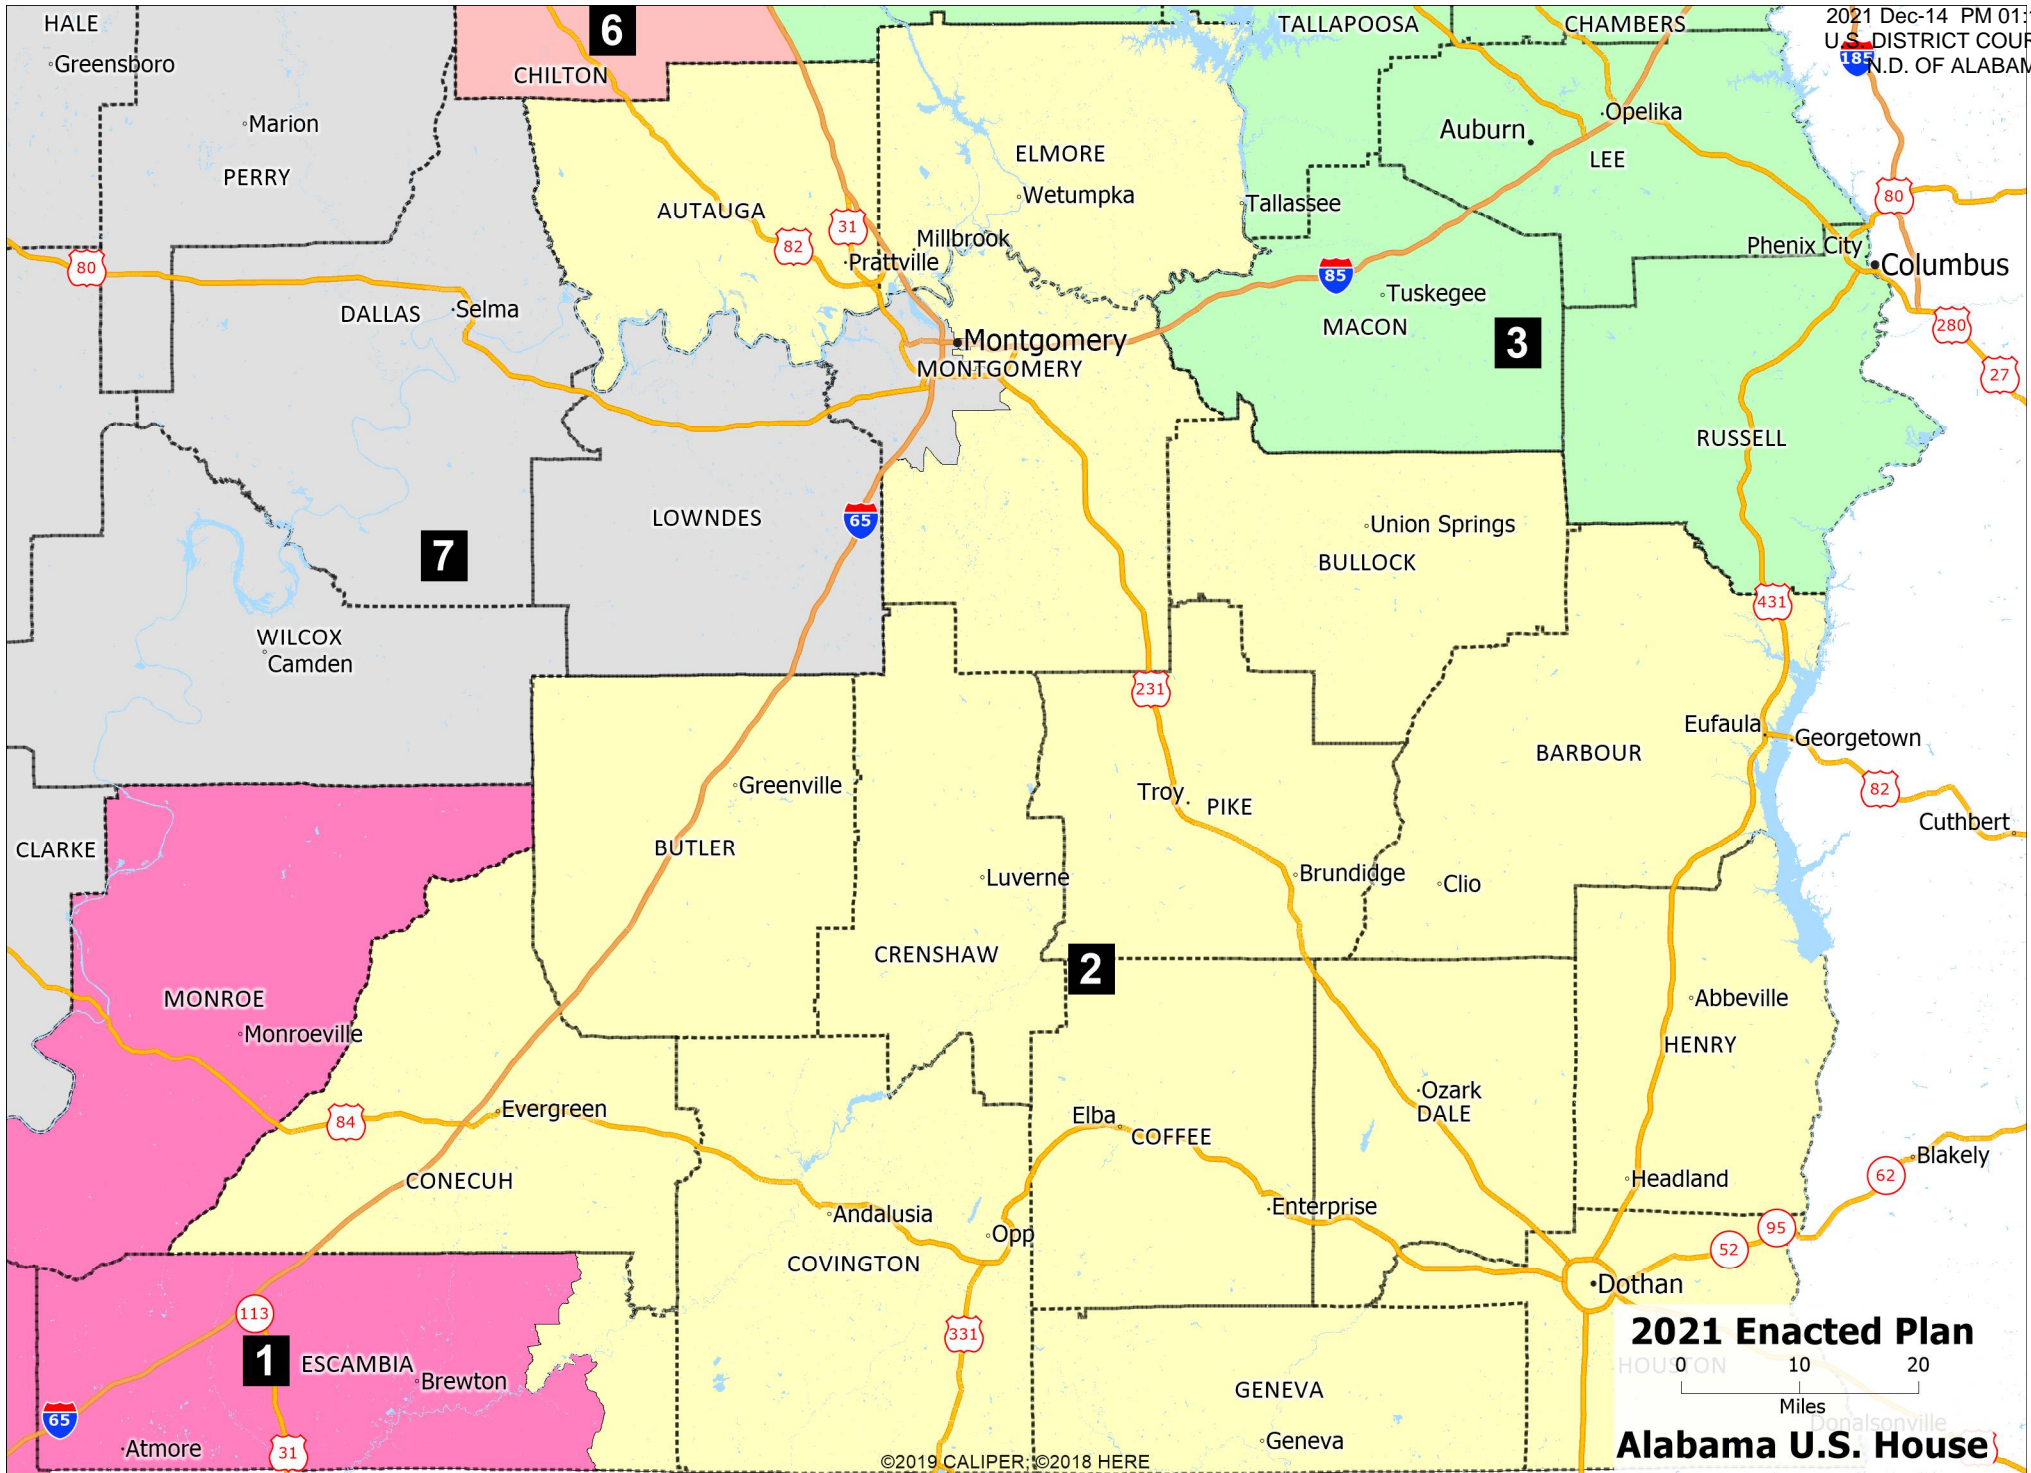 HALE
6
TALLAPOOSA
CHAMBERS
2021 Dec-14 PM 01:
U.S. DISTRICT COUR
N.D. OF ALABAM
185
Greensboro
CHILTON
Marion
Opelika
Auburn
ELMORE
LEE
PERRY
Wetumpka
80
Tallassee
AUTAUGA
31
82
Millbrook
Phenix City
Prattville
80
Columbus
85
Tuskegee
DALLAS
Selma
MACON
280
Montgomery
3
MONTGOMERY
27
RUSSELL
LOWNDES
65
Union Springs
7
BULLOCK
431
WILCOX
Camden
231
Eufaula
Georgetown
BARBOUR
Greenville
Troy
PIKE
82
Cuthbert
CLARKE
BUTLER
Luverne
Brundidge
Clio
CRENSHAW
2
MONROE
Abbeville
Monroeville
HENRY
Ozark
DALE
Evergreen
Elba
84
COFFEE
Blakely
CONECUH
Headland
62
Andalusia
Enterprise
Opp
95
52
COVINGTON
Dothan
113
331
2021 Enacted Plan
1
ESCAMBIA
HOUSTON
0 10 20
Brewton
GENEVA
Miles
65
Donalsonville
Atmore
31
Geneva
Alabama U.S. House
©2019 CALIPER; ©2018 HERE